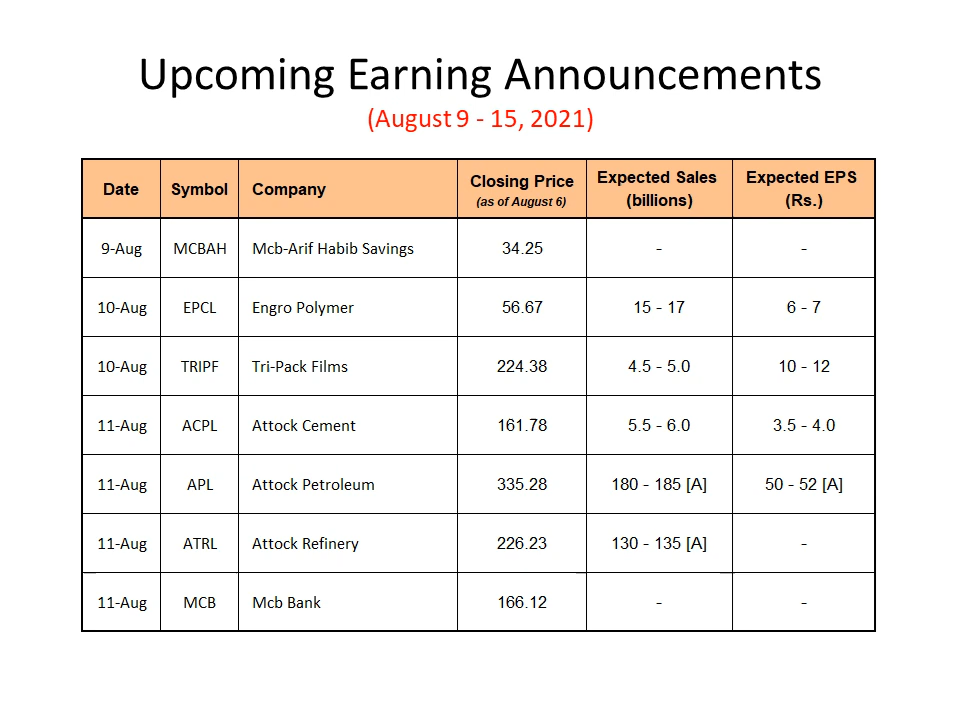 Upcoming Earning Announcements
(August 9 - 15, 2021)
Date Symbol Company Closing Price (as of August 6) Expected Sales (billions) Expected EPS (Rs.)
9-Aug MCBAH Mcb-Arif Habib Savings 34.25 - -
10-Aug EPCL Engro Polymer 56.67 15 - 17 6 - 7
10-Aug TRIPF Tri-Pack Films 224.38 4.5 - 5.0 10 - 12
11-Aug ACPL Attock Cement 161.78 5.5 - 6.0 3.5 - 4.0
11-Aug APL Attock Petroleum 335.28 180 - 185 [A] 50 - 52 [A]
11-Aug ATRL Attock Refinery 226.23 130 - 135 [A] -
11-Aug MCB Mcb Bank 166.12 - -